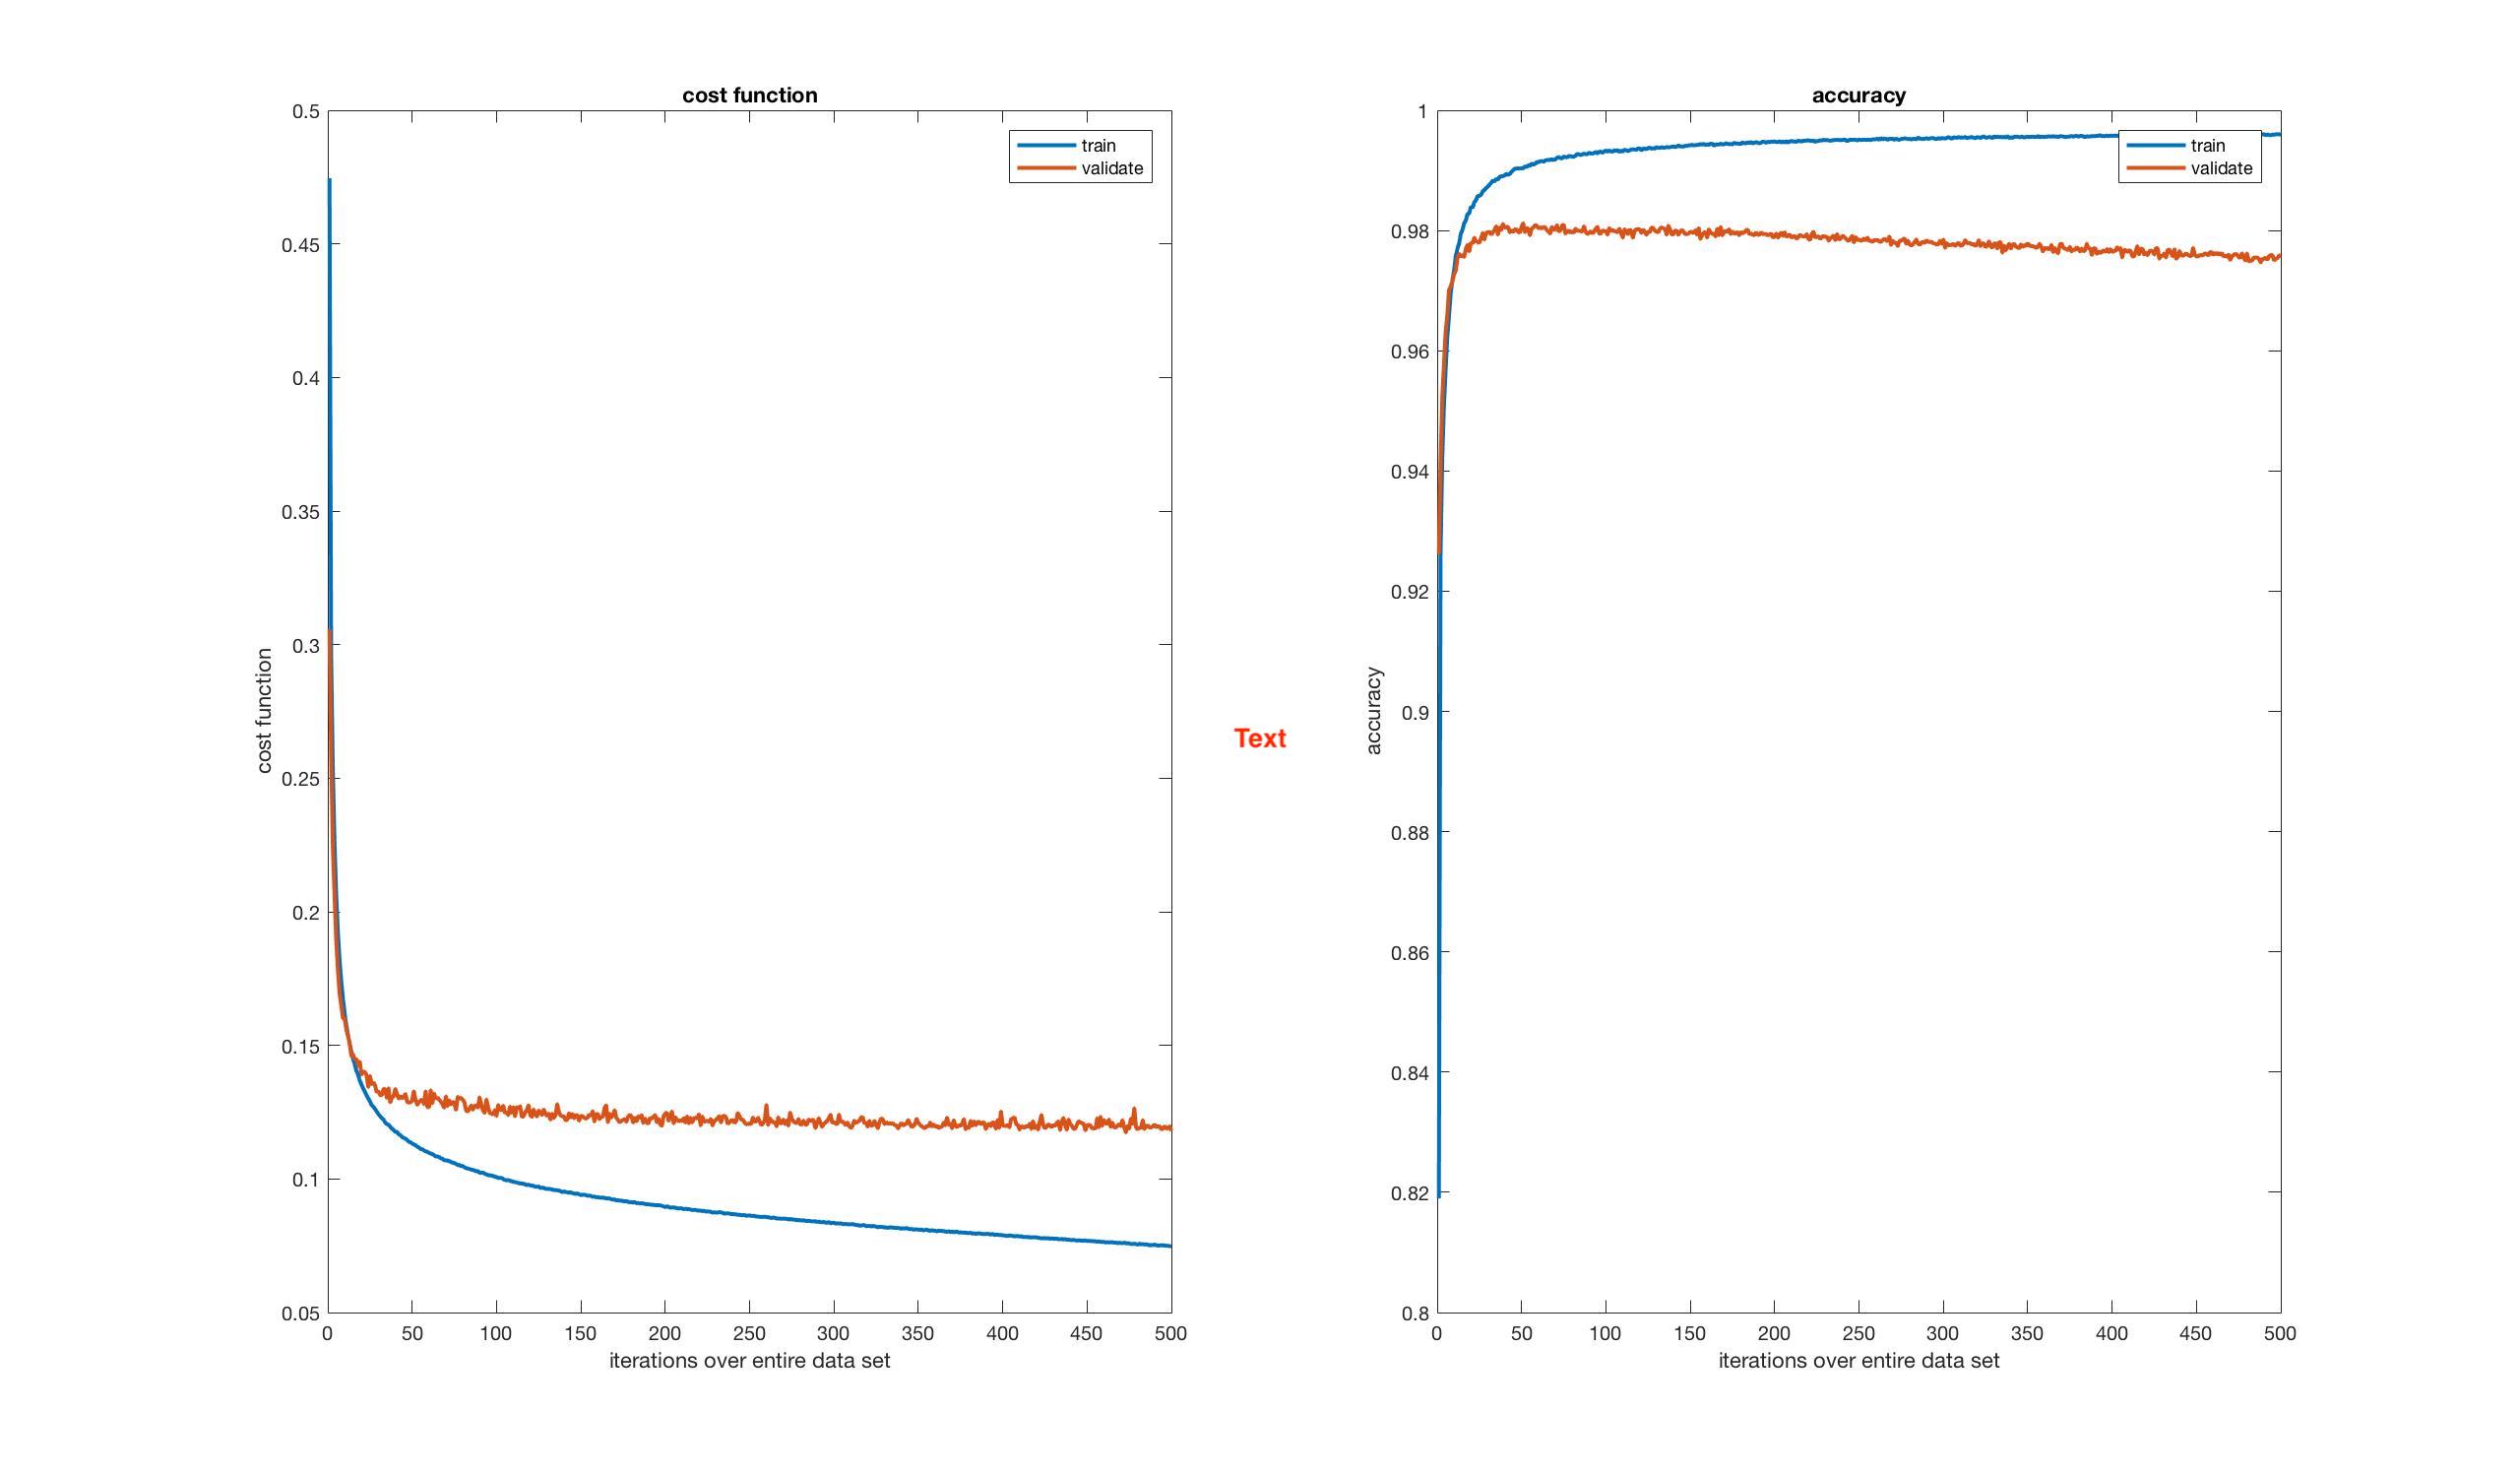 cost function
0.5
0.45
0.4
0.35
0.3
0.25
0.2
0.15
0.1
0.05
cost function
train
validate
0 50 100 150 200 250 300 350 400 450 500
iterations over entire data set
Text
accuracy
1
0.98
0.96
0.94
0.92
0.9
0.88
0.86
0.84
0.82
0.8
accuracy
train
validate
0 50 100 150 200 250 300 350 400 450 500
iterations over entire data set